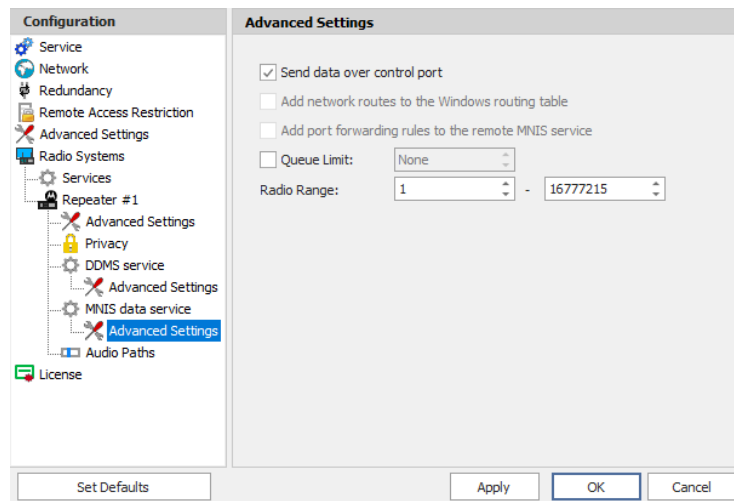 Configuration
Service
Network
Redundancy
Remote Access Restriction
Advanced Settings
Radio Systems
Services
Repeater #1
Advanced Settings
Privacy
DDMS service
Advanced Settings
MNIS data service
Advanced Settings
Audio Paths
License
Advanced Settings
Send data over control port
Add network routes to the Windows routing table
Add port forwarding rules to the remote MNIS service
Queue Limit: None
Radio Range: 1 - 16777215
Set Defaults Apply OK Cancel